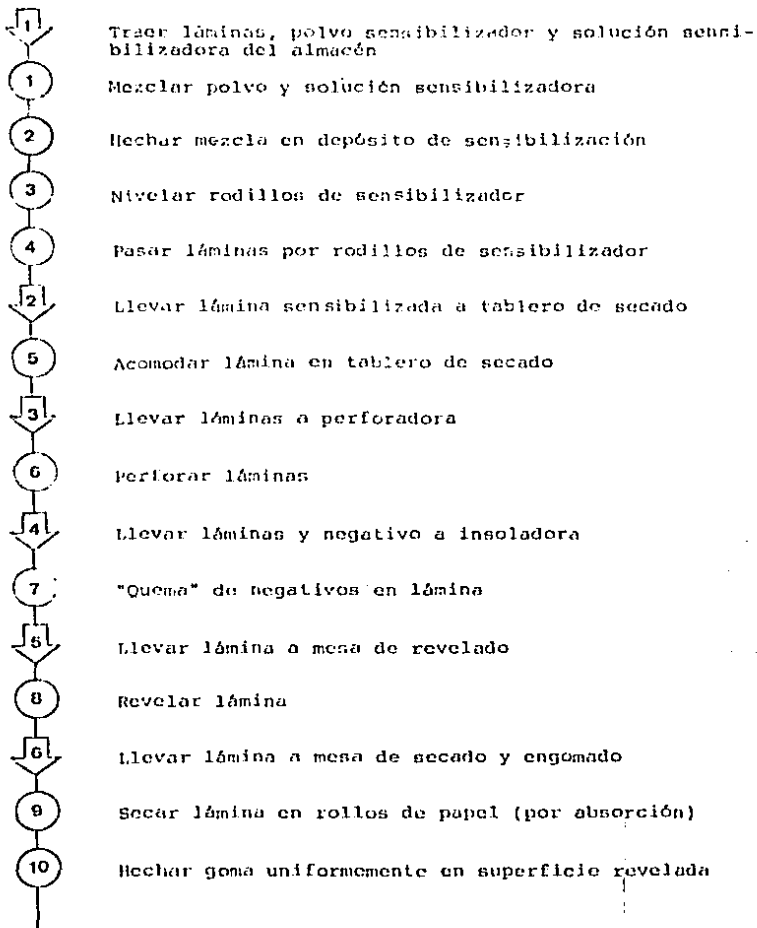 1 Traer láminas, polvo sensibilizador y solución sensi-
bilizadora del almacén
1 Mezclar polvo y solución sensibilizadora
2 Hechar mezcla en depósito de sensibilización
3 Nivelar rodillos de sensibilizador
4 Pasar láminas por rodillos de sensibilizador
2 Llevar lámina sensibilizada a tablero de secado
5 Acomodar lámina en tablero de secado
3 Llevar láminas a perforadora
6 Perforar láminas
4 Llevar láminas y negativo a insoladora
7 "Quema" de negativos en lámina
5 Llevar lámina a mesa de revelado
8 Revelar lámina
6 Llevar lámina a mesa de secado y engomado
9 Secar lámina en rollos de papel (por absorción)
10 Hechar goma uniformemente en superficie revelada